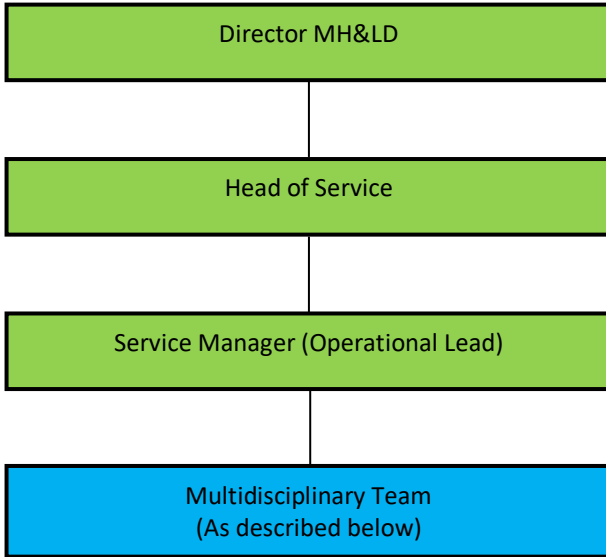 Director MH&LD
Head of Service
Service Manager (Operational Lead)
Multidisciplinary Team
(As described below)